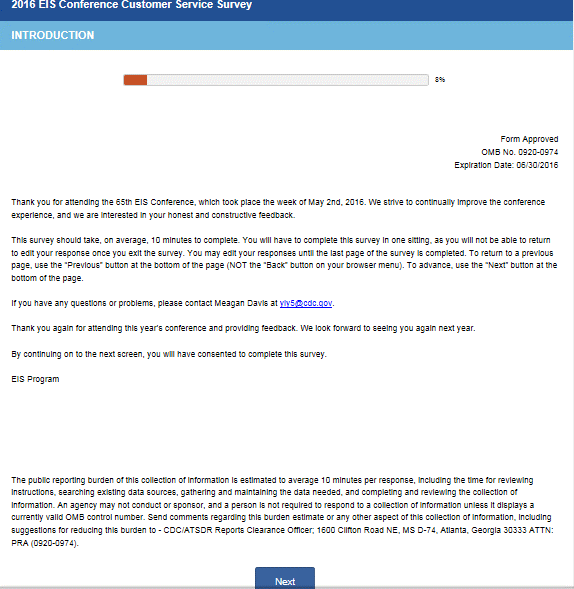 2016 EIS Conference Customer Service Survey
INTRODUCTION
8%
Form Approved
OMB No. 0920-0974
Expiration Date: 06/30/2016
Thank you for attending the 65th EIS Conference, which took place the week of May 2nd, 2016. We strive to continually improve the conference
experience, and we are interested in your honest and constructive feedback.
This survey should take, on average, 10 minutes to complete. You will have to complete this survey in one sitting, as you will not be able to return
to edit your response once you exit the survey. You may edit your responses until the last page of the survey is completed. To return to a previous
page, use the "Previous" button at the bottom of the page (NOT the "Back" button on your browser menu). To advance, use the "Next" button at the
bottom of the page.
If you have any questions or problems, please contact Meagan Davis at yly5@cdc.gov.
Thank you again for attending this year's conference and providing feedback. We look forward to seeing you again next year.
By continuing on to the next screen, you will have consented to complete this survey.
EIS Program
The public reporting burden of this collection of information is estimated to average 10 minutes per response, including the time for reviewing
instructions, searching existing data sources, gathering and maintaining the data needed, and completing and reviewing the collection of
information. An agency may not conduct or sponsor, and a person is not required to respond to a collection of information unless it displays a
currently valid OMB control number. Send comments regarding this burden estimate or any other aspect of this collection of information, including
suggestions for reducing this burden to - CDC/ATSDR Reports Clearance Officer; 1600 Clifton Road NE, MS D-74, Atlanta, Georgia 30333 ATTN:
PRA (0920-0974).
Next